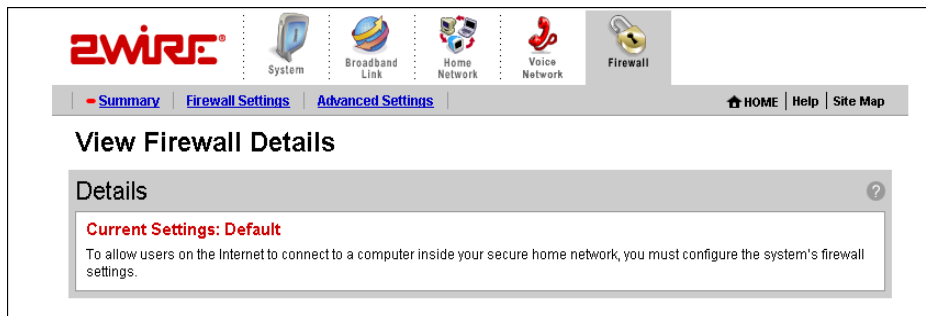 2WIRE®
System
Broadband
Link
Home
Network
Voice
Network
Firewall
Summary Firewall Settings Advanced Settings HOME Help Site Map
View Firewall Details
Details ?
Current Settings: Default
To allow users on the Internet to connect to a computer inside your secure home network, you must configure the system's firewall
settings.